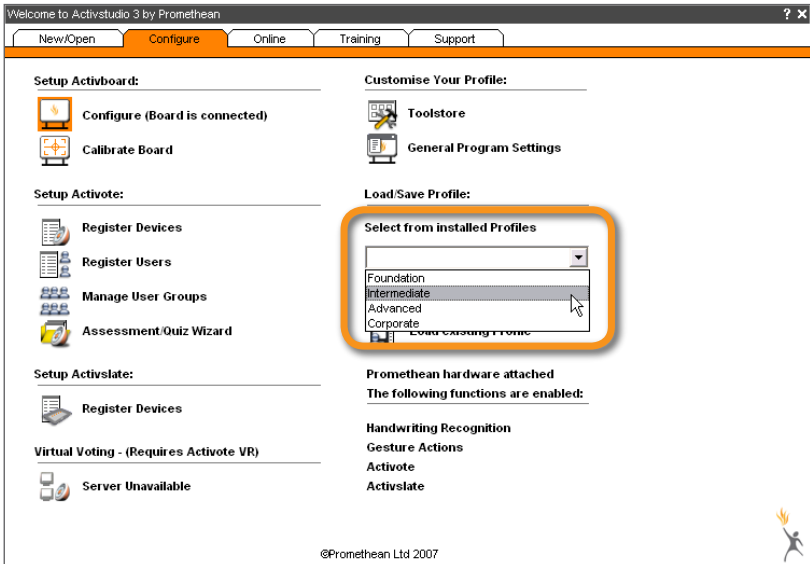 Welcome to Activstudio 3 by Promethean
? x
New/Open Configure Online Training Support
Setup Activboard:
Configure (Board is connected)
Calibrate Board
Setup Activote:
Register Devices
Register Users
Manage User Groups
Assessment/Quiz Wizard
Setup Activslate:
Register Devices
Virtual Voting - (Requires Activote VR)
Server Unavailable
Customise Your Profile:
Toolstore
General Program Settings
Load/Save Profile:
Select from installed Profiles
Foundation
Intermediate
Advanced
Corporate
Load existing Profile
Promethean hardware attached
The following functions are enabled:
Handwriting Recognition
Gesture Actions
Activote
Activslate
©Promethean Ltd 2007